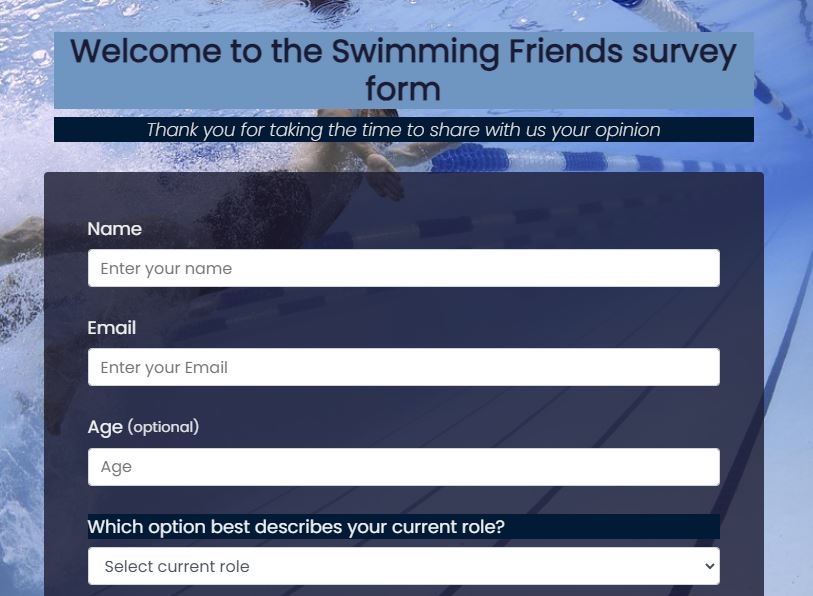 Welcome to the Swimming Friends survey
form
Thank you for taking the time to share with us your opinion
Name
Enter your name
Email
Enter your Email
Age (optional)
Age
Which option best describes your current role?
Select current role